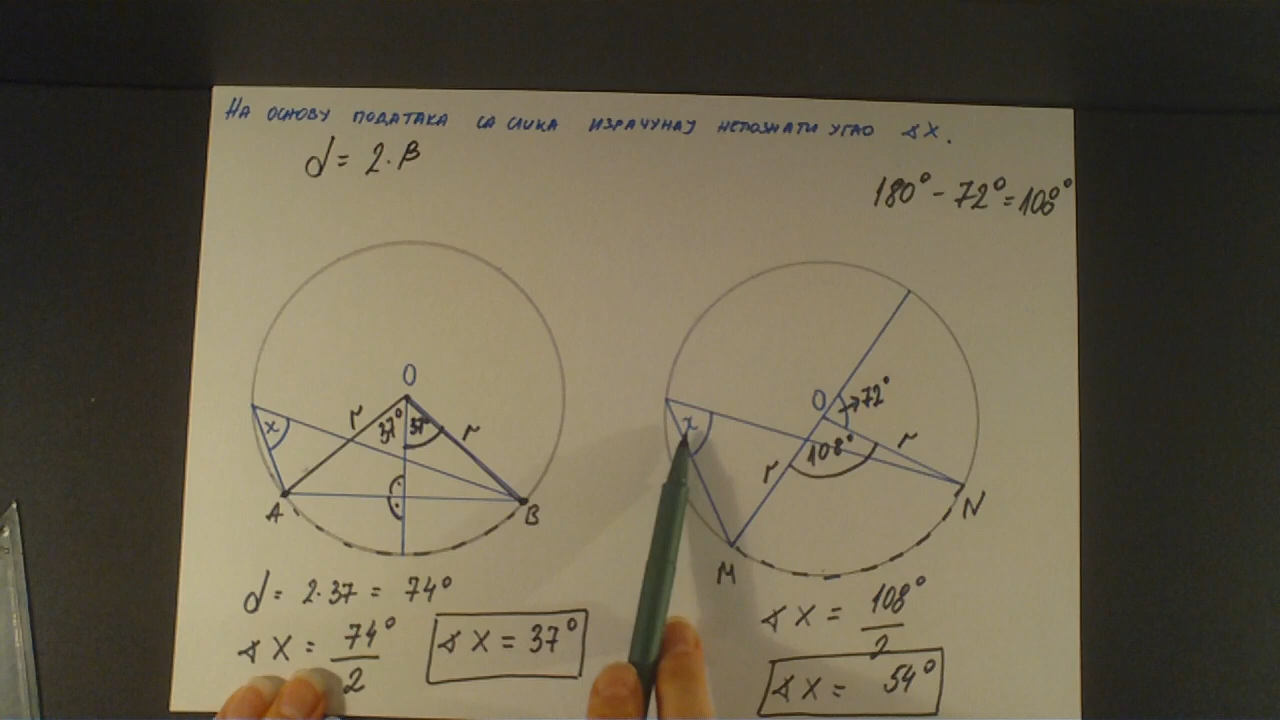 НА ОСНОВУ ПОДАТАКА СА СЛИКА ИЗРАЧУНАЈ НЕПОЗНАТИ УГАО ∢X.
α = 2·β
180° - 72° = 108°
O
r
37°
37°
r
x
A
B
α = 2·37 = 74°
∢X = 74°/2
∢X = 37°
O
72°
x
108°
r
r
N
M
∢X = 108°/2
∢X = 54°